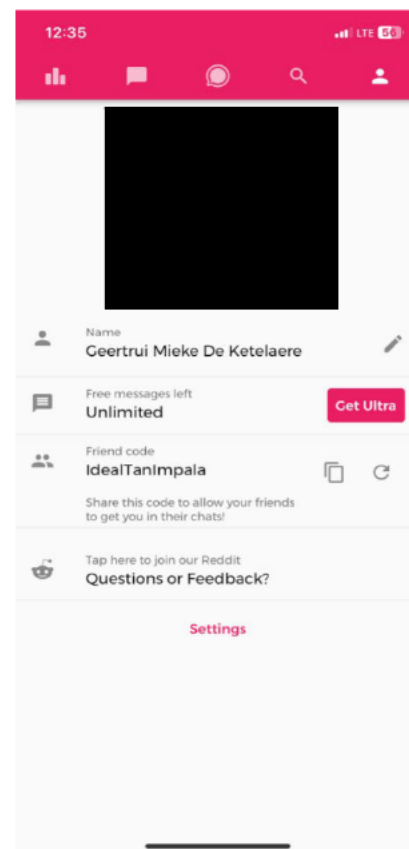 12:35
LTE 56
Name
Geertrui Mieke De Ketelaere
Free messages left
Unlimited
Get Ultra
Friend code
IdealTanImpala
Share this code to allow your friends
to get you in their chats!
Tap here to join our Reddit
Questions or Feedback?
Settings